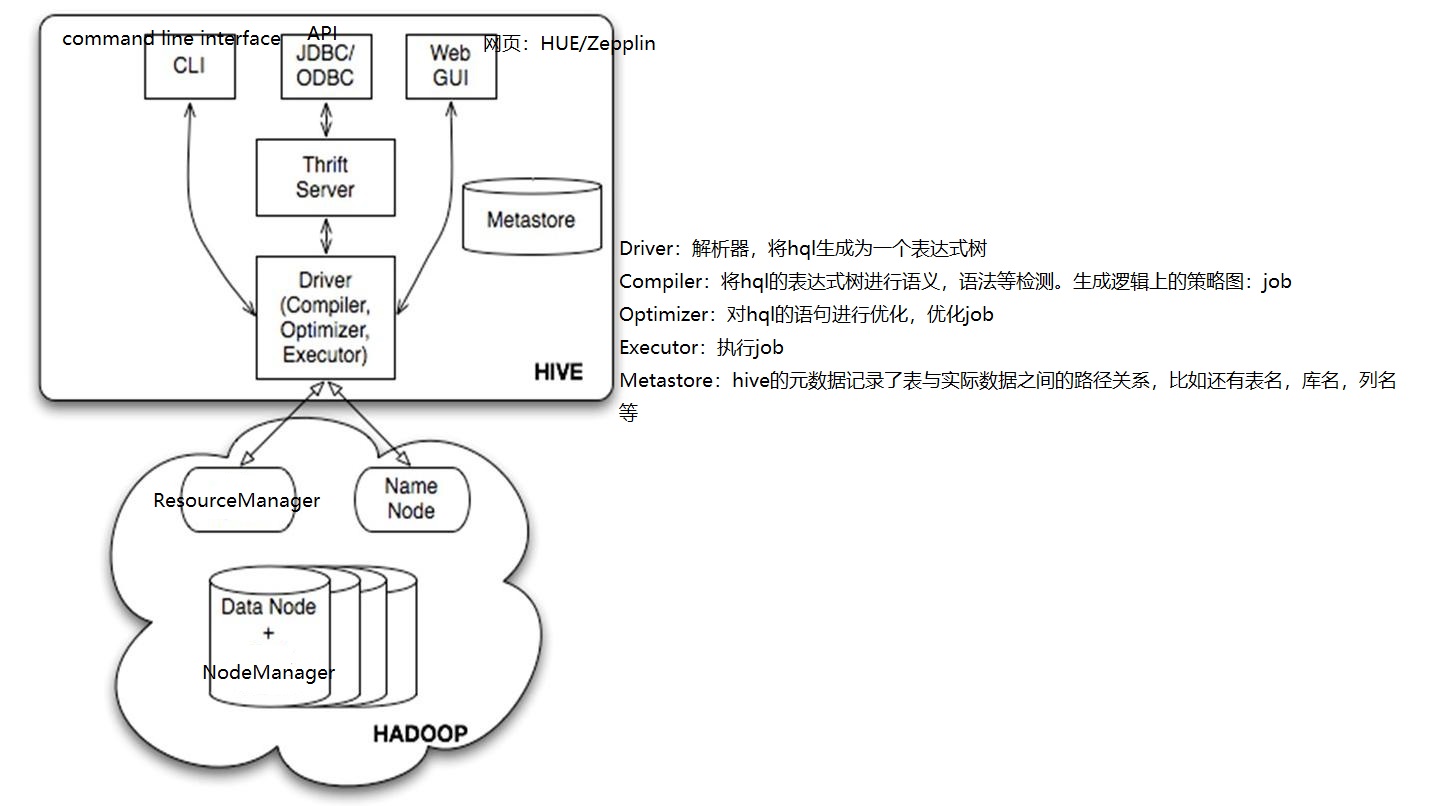 command line interface
API
网页：HUE/Zepplin
CLI
JDBC/
ODBC
Web
GUI
Thrift
Server
Metastore
Driver
(Compiler,
Optimizer,
Executor)
HIVE
Driver：解析器，将hql生成为一个表达式树
Compiler：将hql的表达式树进行语义，语法等检测。生成逻辑上的策略图：job
Optimizer：对hql的语句进行优化，优化job
Executor：执行job
Metastore：hive的元数据记录了表与实际数据之间的路径关系，比如还有表名，库名，列名
等
ResourceManager
Name
Node
Data Node
+
NodeManager
HADOOP